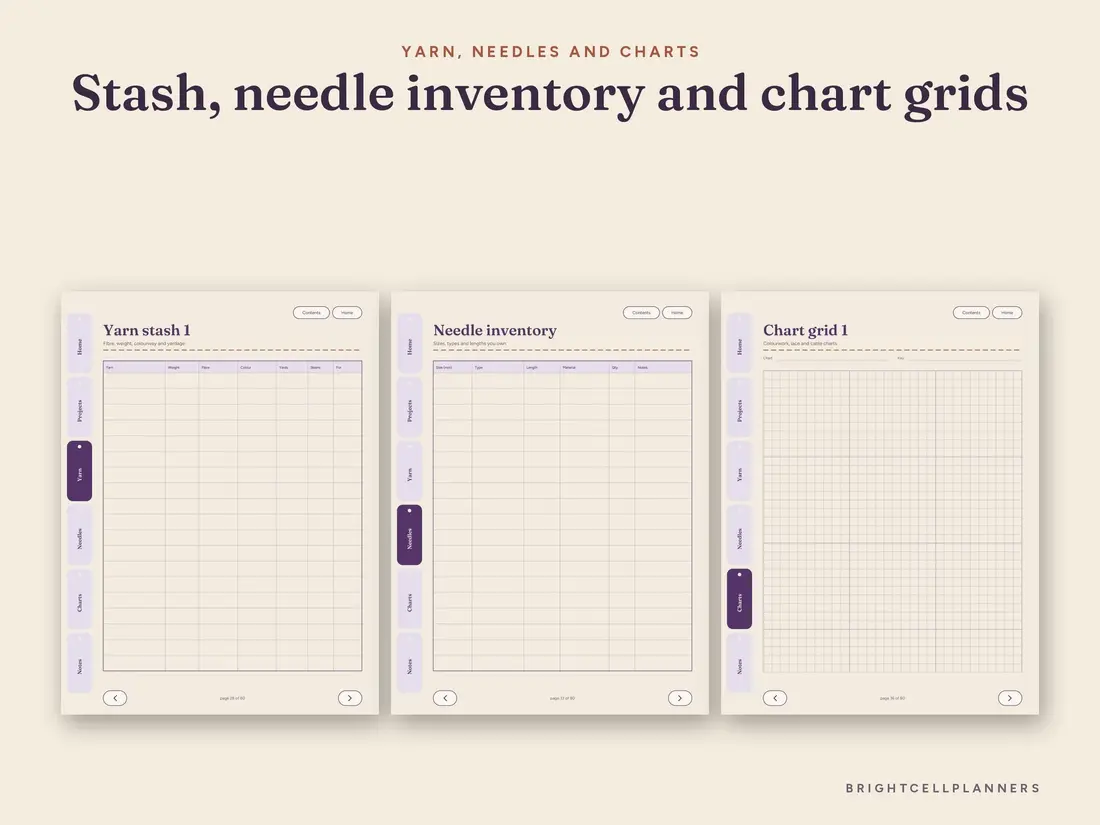 YARN, NEEDLES AND CHARTS
Stash, needle inventory and chart grids
Contents
Home
Yarn stash 1
Fibre, weight, colourway and yardage
Yarn Weight Fibre Colour Yards Skeins For
Home
Projects
Yarn
Needles
Charts
Notes
Contents
Home
Needle inventory
Sizes, types and lengths you own
Size (mm) Type Length Material Qty Notes
Home
Projects
Yarn
Needles
Charts
Notes
Contents
Home
Chart grid 1
Colourwork, lace and cable charts
Chart
Key
Home
Projects
Yarn
Needles
Charts
Notes
BRIGHTCELLPLANNERS